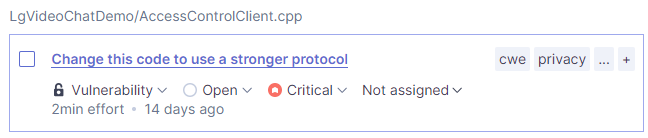 LgVideoChatDemo/AccessControlClient.cpp
Change this code to use a stronger protocol
cwe privacy ... +
Vulnerability Open Critical Not assigned
2min effort • 14 days ago